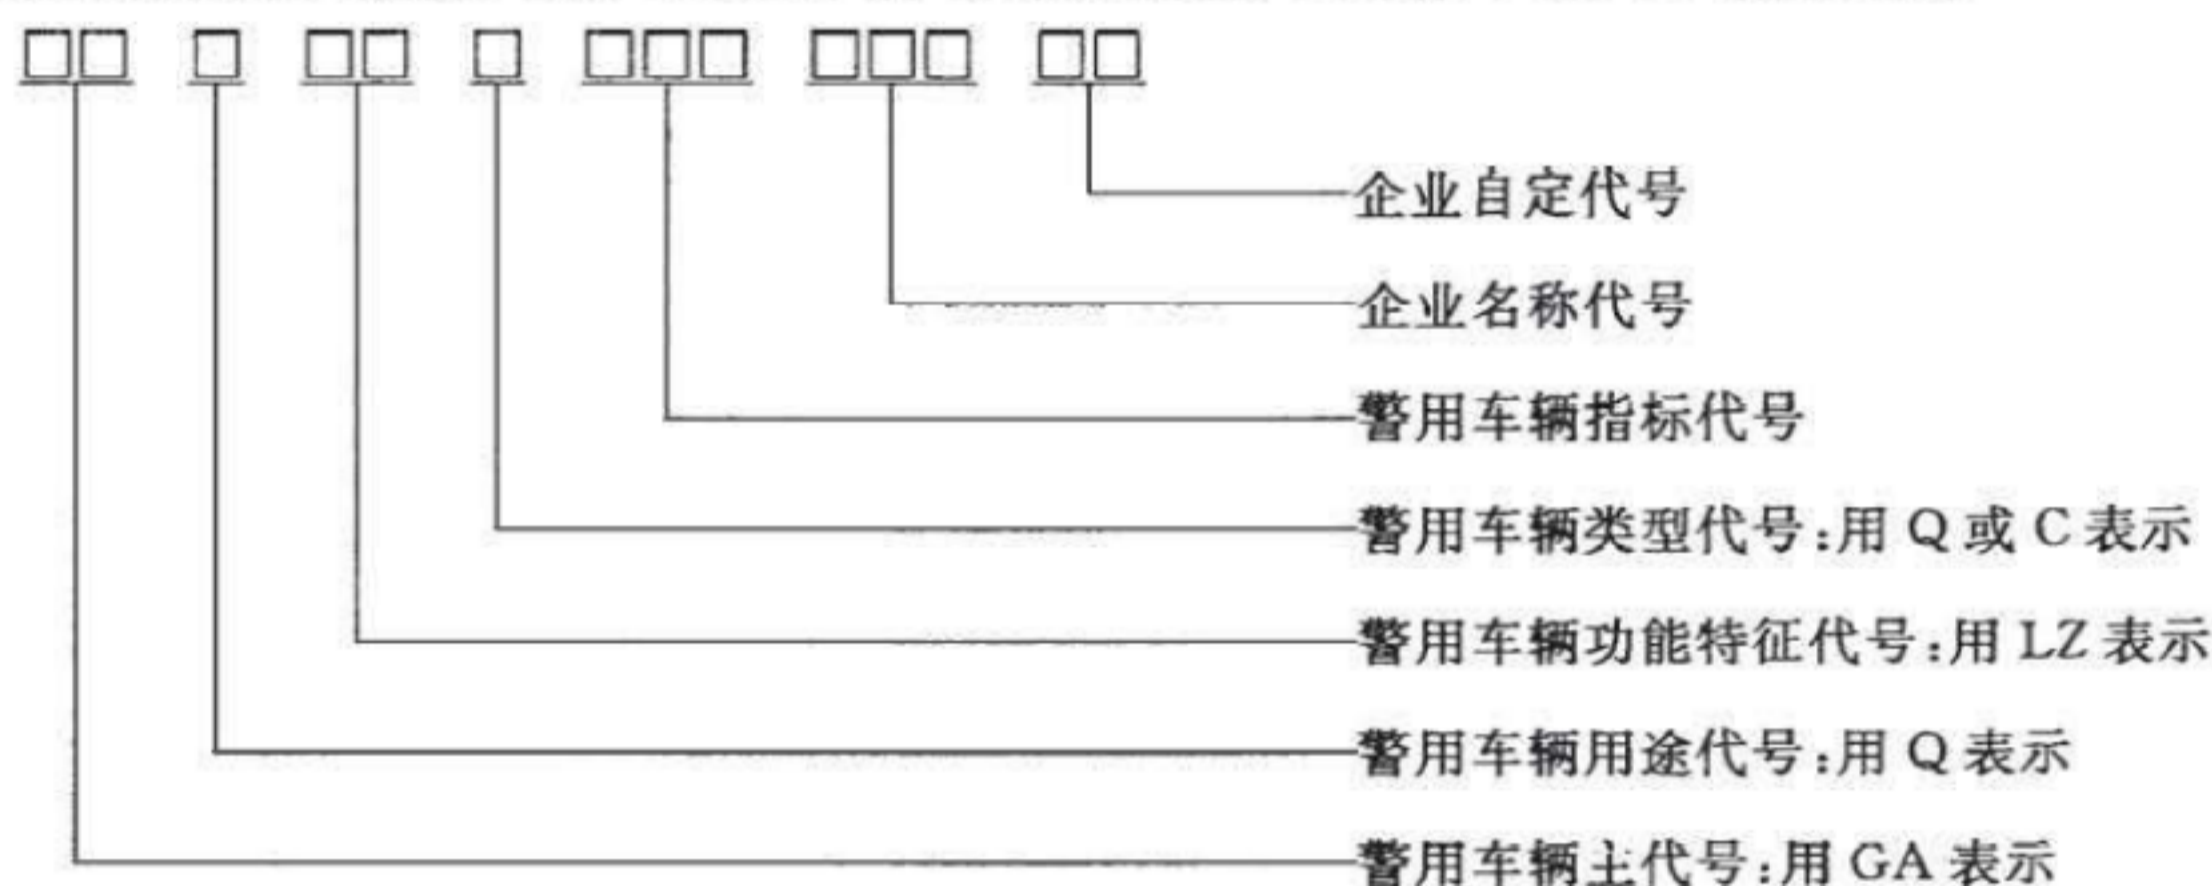 □□ □ □□ □ □□□ □□□ □□
企业自定代号
企业名称代号
警用车辆指标代号
警用车辆类型代号:用 Q 或 C 表示
警用车辆功能特征代号:用 LZ 表示
警用车辆用途代号:用 Q 表示
警用车辆主代号:用 GA 表示